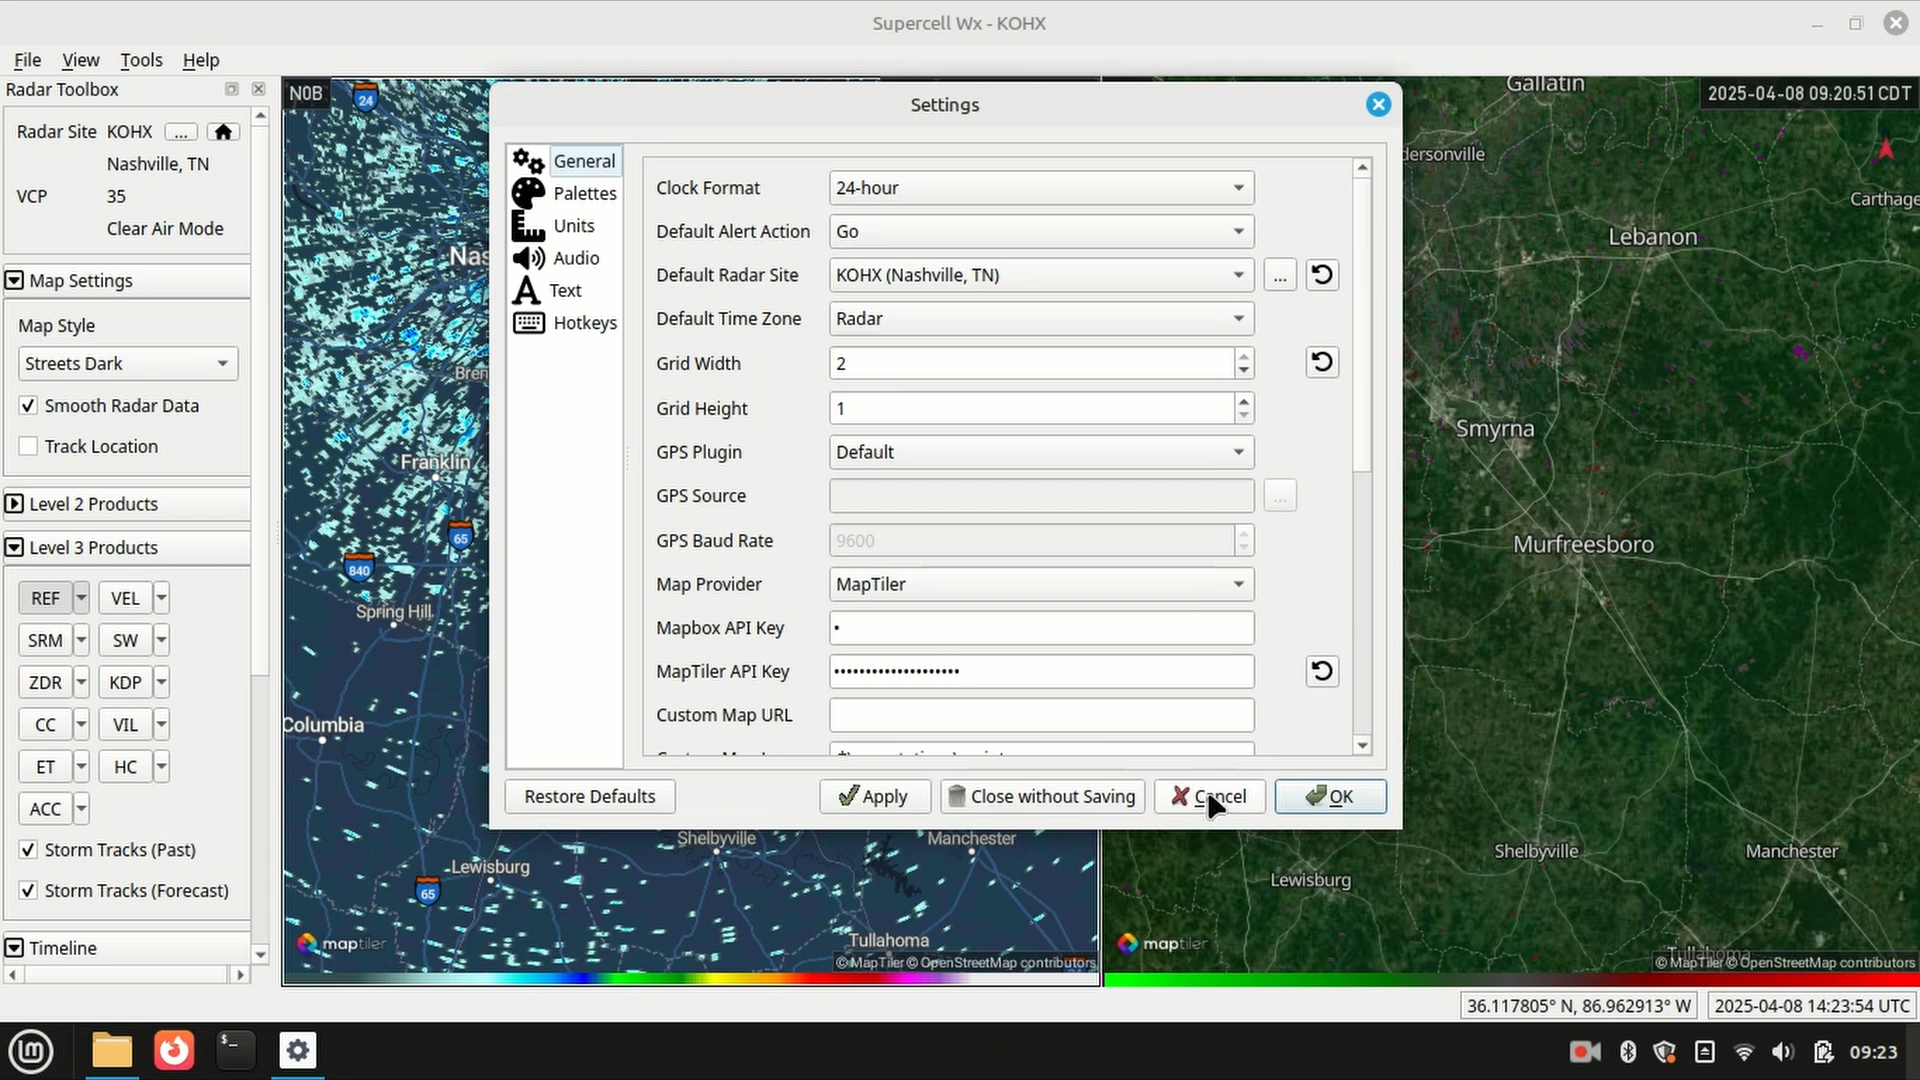 Supercell Wx - KOHX
File View Tools Help
Radar Toolbox
Radar Site KOHX ...
Nashville, TN
VCP 35
Clear Air Mode
Map Settings
Map Style
Streets Dark
Smooth Radar Data
Track Location
Level 2 Products
Level 3 Products
REF VEL
SRM SW
ZDR KDP
CC VIL
ET HC
ACC
Storm Tracks (Past)
Storm Tracks (Forecast)
Timeline
N0B
24
Nas
Bren
Franklin
65
840
Spring Hill
Columbia
Shelbyville
Manchester
Lewisburg
65
Tullahoma
maptiler
© MapTiler © OpenStreetMap contributors
Settings
General
Palettes
Units
Audio
Text
Hotkeys
Clock Format 24-hour
Default Alert Action Go
Default Radar Site KOHX (Nashville, TN) ...
Default Time Zone Radar
Grid Width 2
Grid Height 1
GPS Plugin Default
GPS Source ...
GPS Baud Rate 9600
Map Provider MapTiler
Mapbox API Key •
MapTiler API Key ••••••••••••••••••••
Custom Map URL
Restore Defaults Apply Close without Saving Cancel OK
Gallatin
2025-04-08 09:20:51 CDT
dersonville
Carthage
Lebanon
Smyrna
Murfreesboro
Shelbyville
Manchester
Lewisburg
Tullahoma
maptiler
© MapTiler © OpenStreetMap contributors
36.117805° N, 86.962913° W 2025-04-08 14:23:54 UTC
$_
09:23